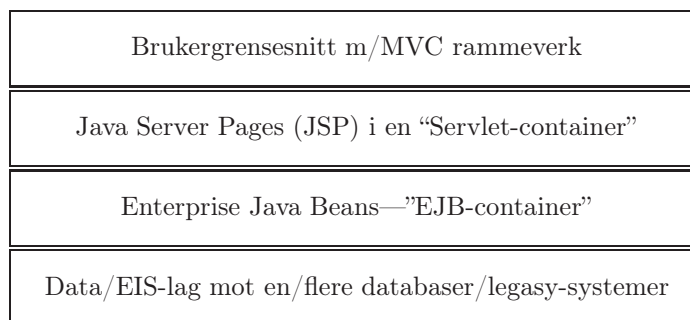 Brukergrensesnitt m/MVC rammeverk
Java Server Pages (JSP) i en “Servlet-container”
Enterprise Java Beans—”EJB-container”
Data/EIS-lag mot en/flere databaser/legasy-systemer